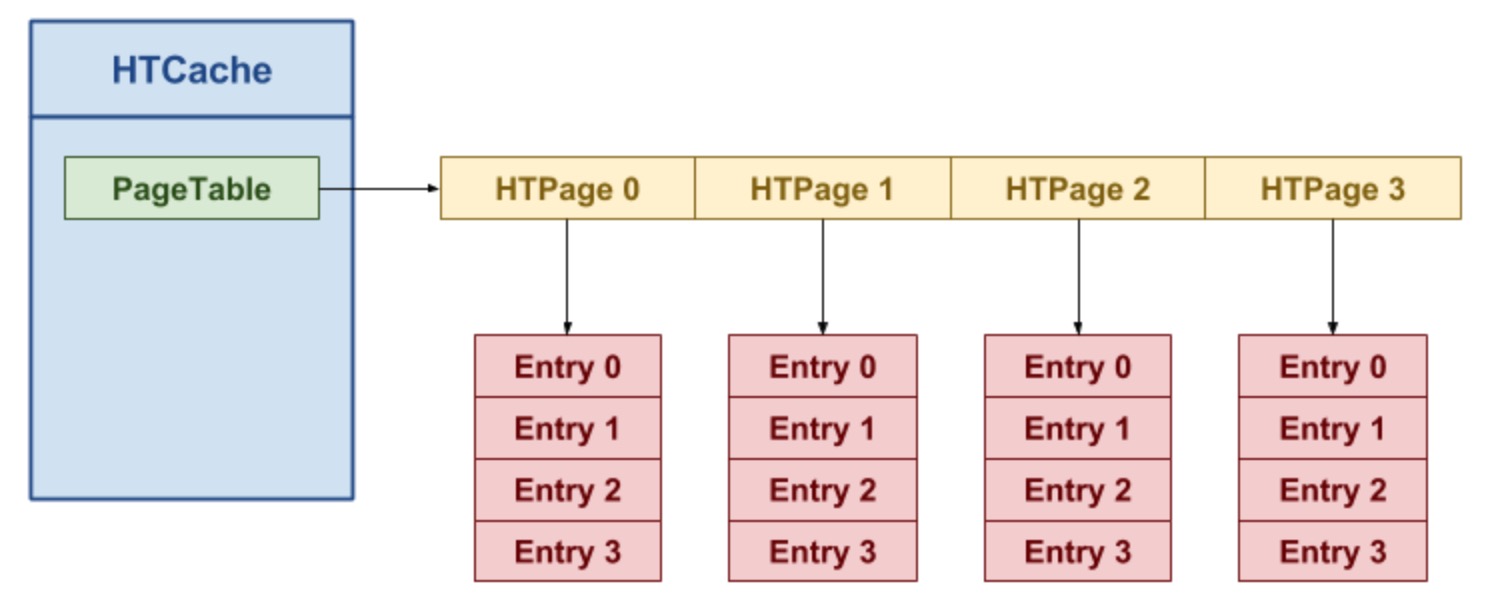 HTCache
PageTable
HTPage 0 HTPage 1 HTPage 2 HTPage 3
Entry 0 Entry 0 Entry 0 Entry 0
Entry 1 Entry 1 Entry 1 Entry 1
Entry 2 Entry 2 Entry 2 Entry 2
Entry 3 Entry 3 Entry 3 Entry 3